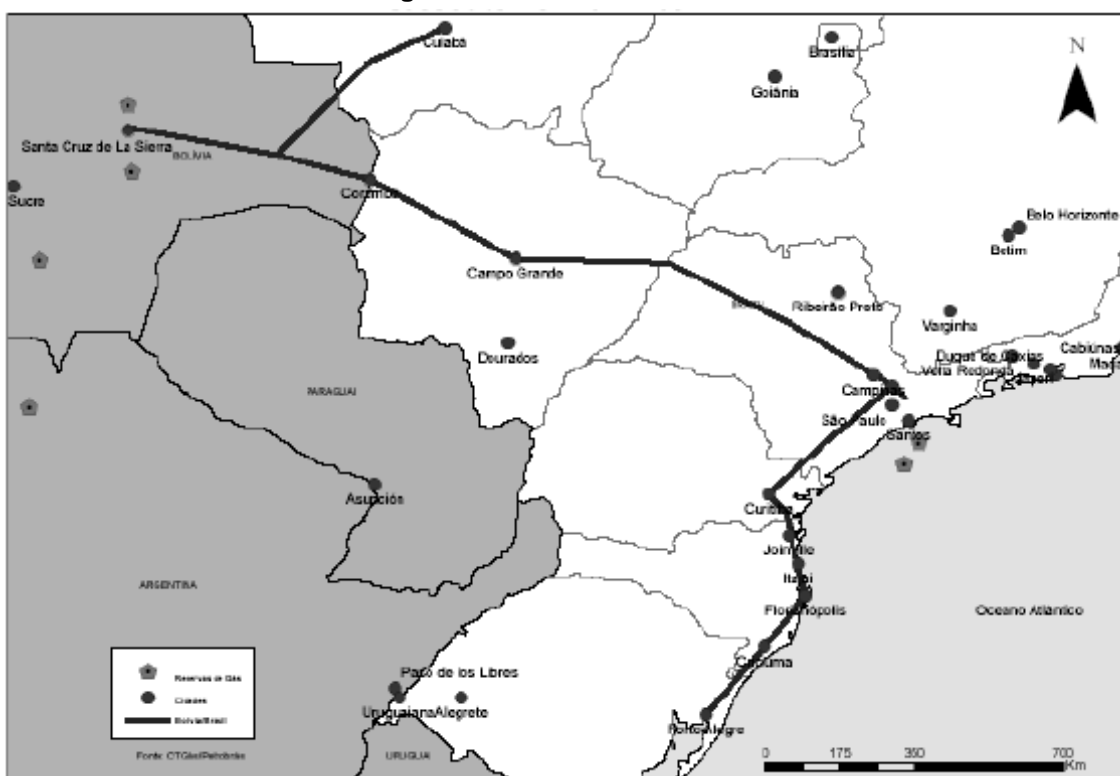 Cuiabá
Brasília
N
Goiânia
Santa Cruz de La Sierra
BOLÍVIA
Sucre
Corumbá
Belo Horizonte
Betim
Campo Grande
BRASIL
Ribeirão Preto
Varginha
Dourados
Duque de Caxias
Cabiúnas
Volta Redonda
Japeri
Campinas
PARAGUAI
São Paulo
Santos
Asunción
Curitiba
Joinville
Itajaí
ARGENTINA
Florianópolis
Oceano Atlântico
Criciúma
Paso de los Libres
Uruguaiana
Alegrete
Porto Alegre
Reservas de Gás
Cidades
Bolívia/Brasil
Fonte: CTGás/Petrobrás
URUGUAI
0 175 350 700
Km